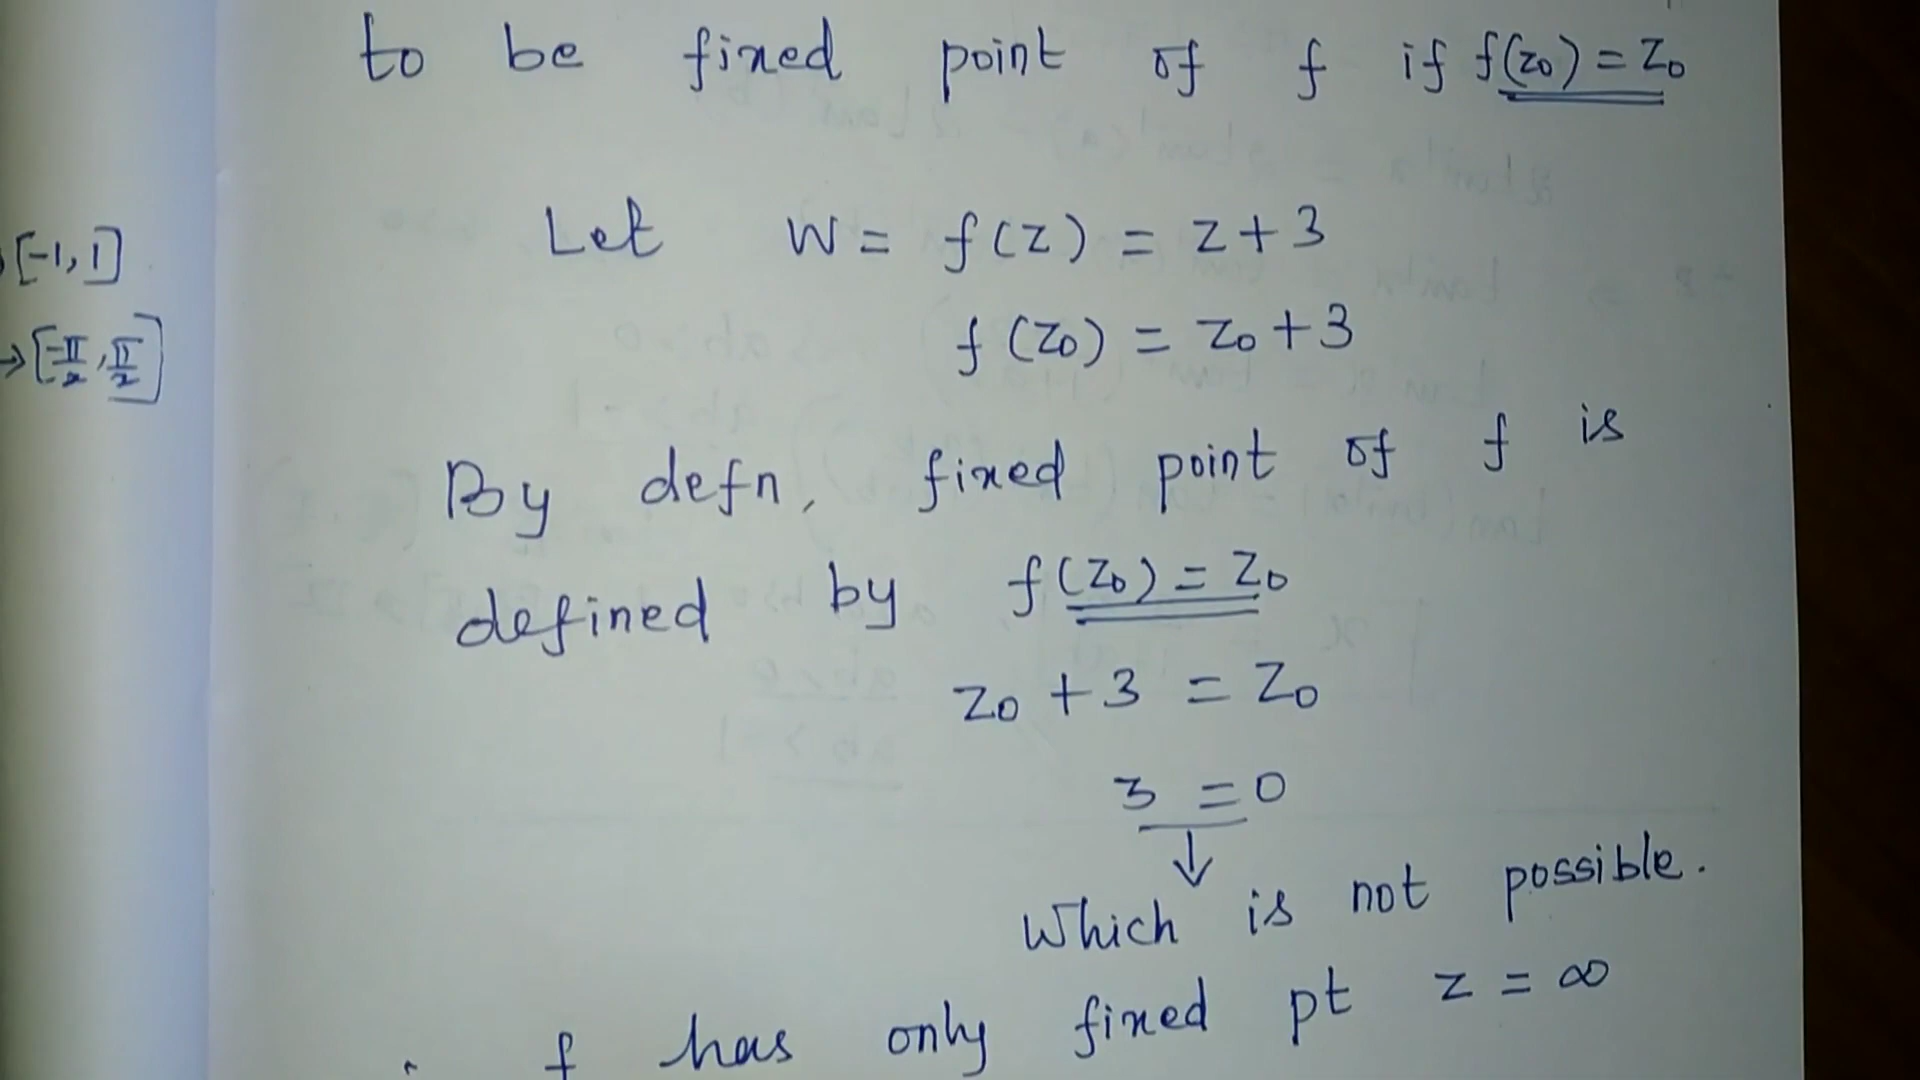 to be fixed point of f if f(z₀) = z₀
Let w = f(z) = z + 3
f(z₀) = z₀ + 3
By defn, fixed point of f is
defined by f(z₀) = z₀
z₀ + 3 = z₀
3 = 0
↓
Which is not possible.
f has only fixed pt z = ∞
[-1, 1]
→ [-π/2, π/2]